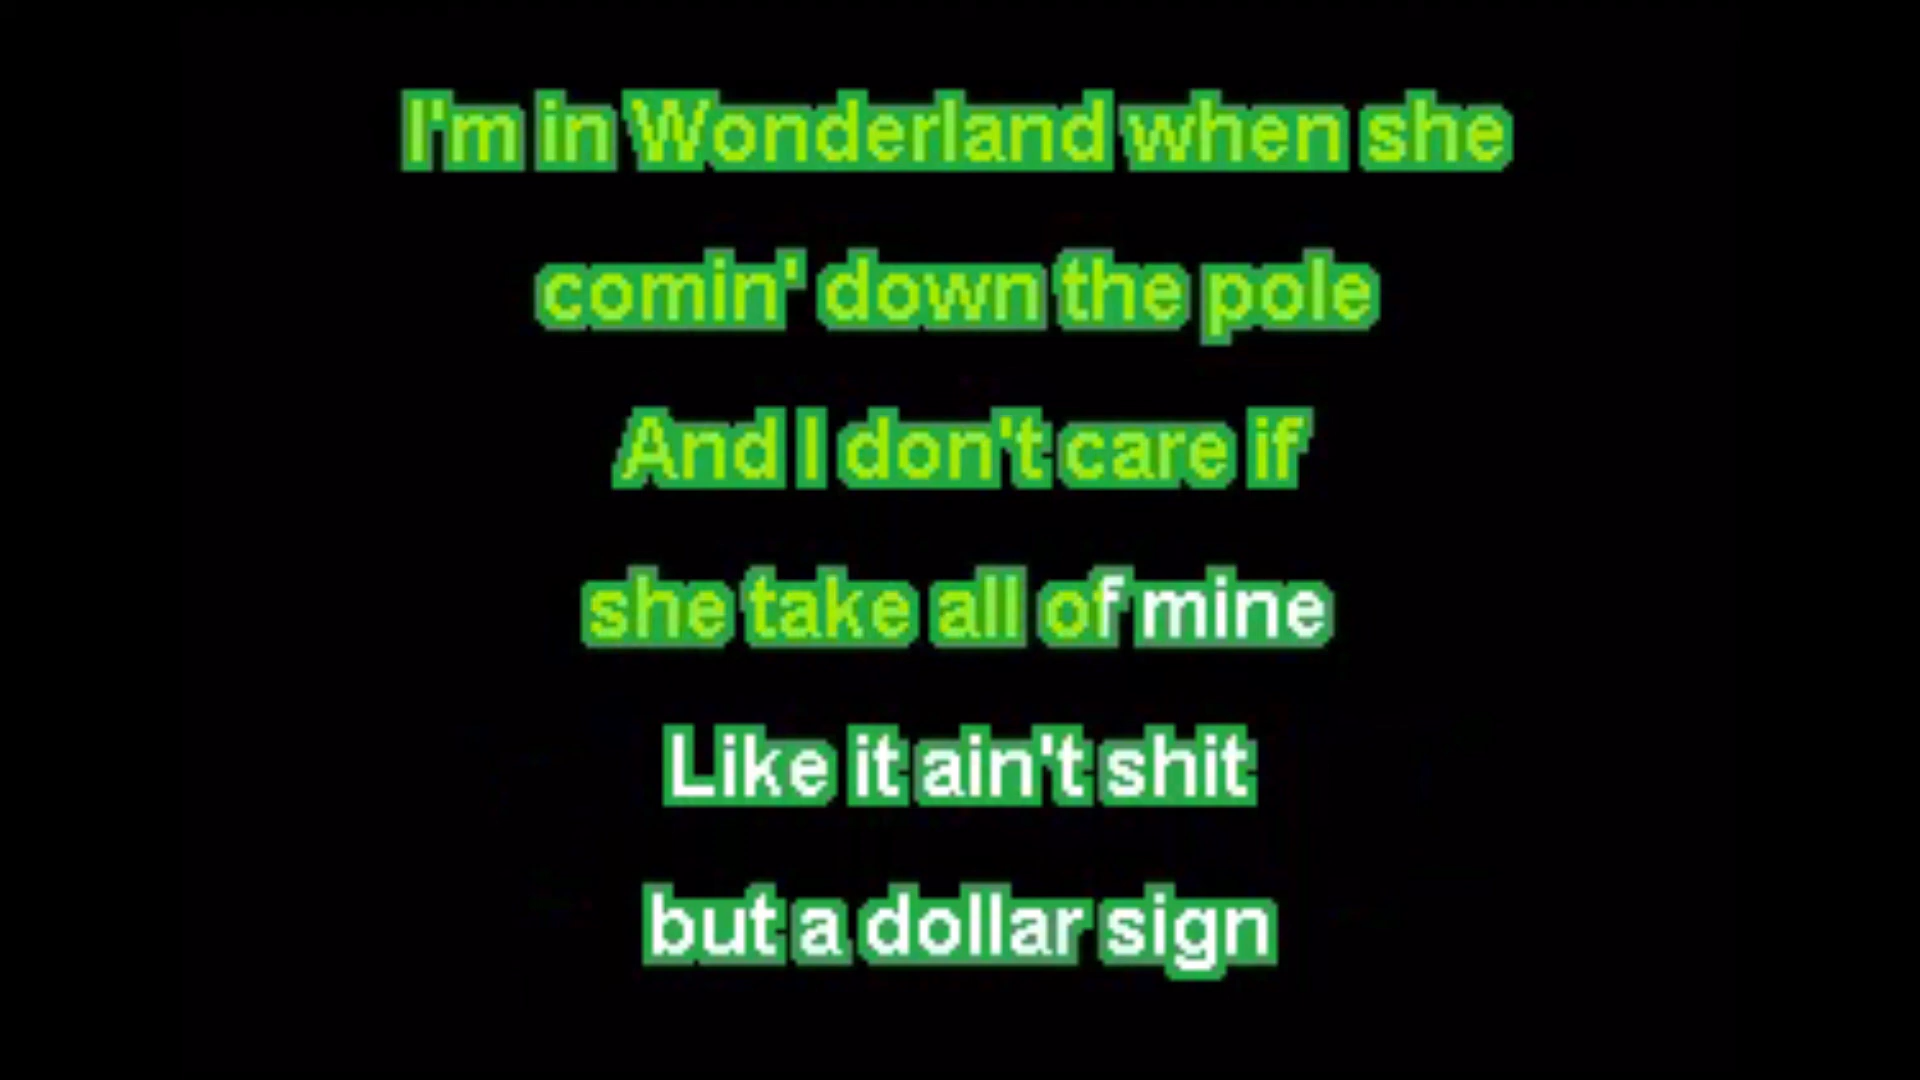 I'm in Wonderland when she
comin' down the pole
And I don't care if
she take all of mine
Like it ain't shit
but a dollar sign